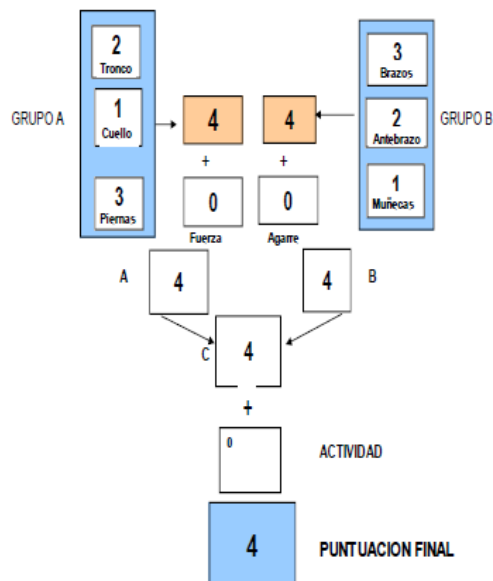 2
Tronco
3
Brazos
GRUPO A
1
Cuello
4
4
2
Antebrazo
GRUPO B
+
+
3
Piernas
0
0
1
Muñecas
Fuerza
Agarre
A
4
4
B
C
4
+
0
ACTIVIDAD
4
PUNTUACION FINAL